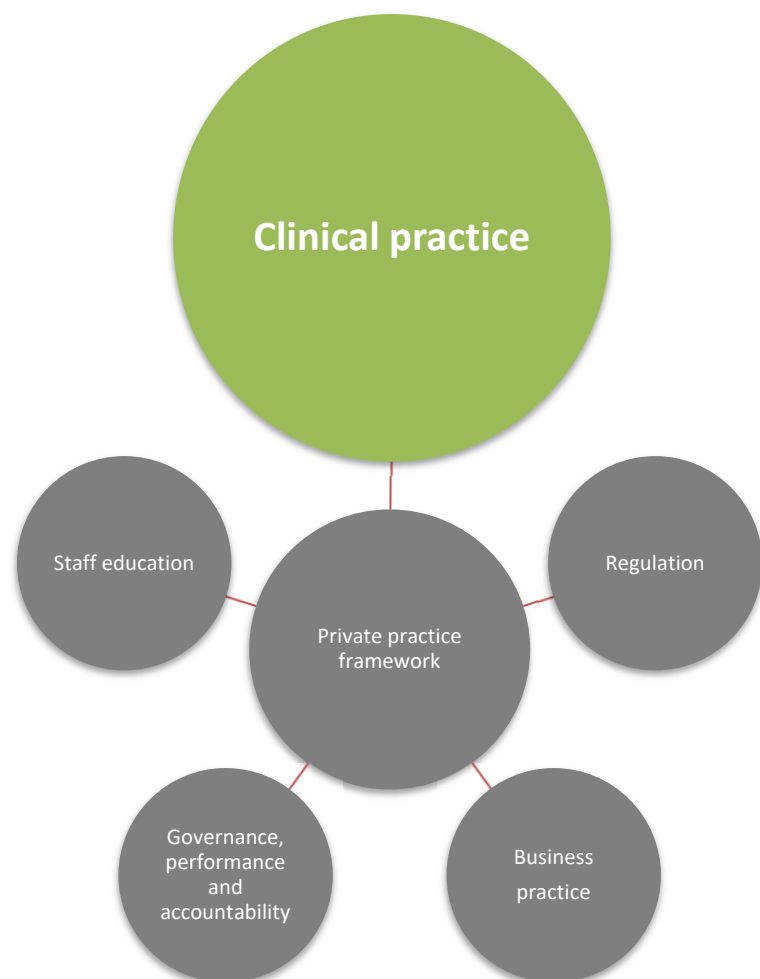 Clinical practice
Staff education
Regulation
Private practice
framework
Governance,
performance
and
accountability
Business
practice